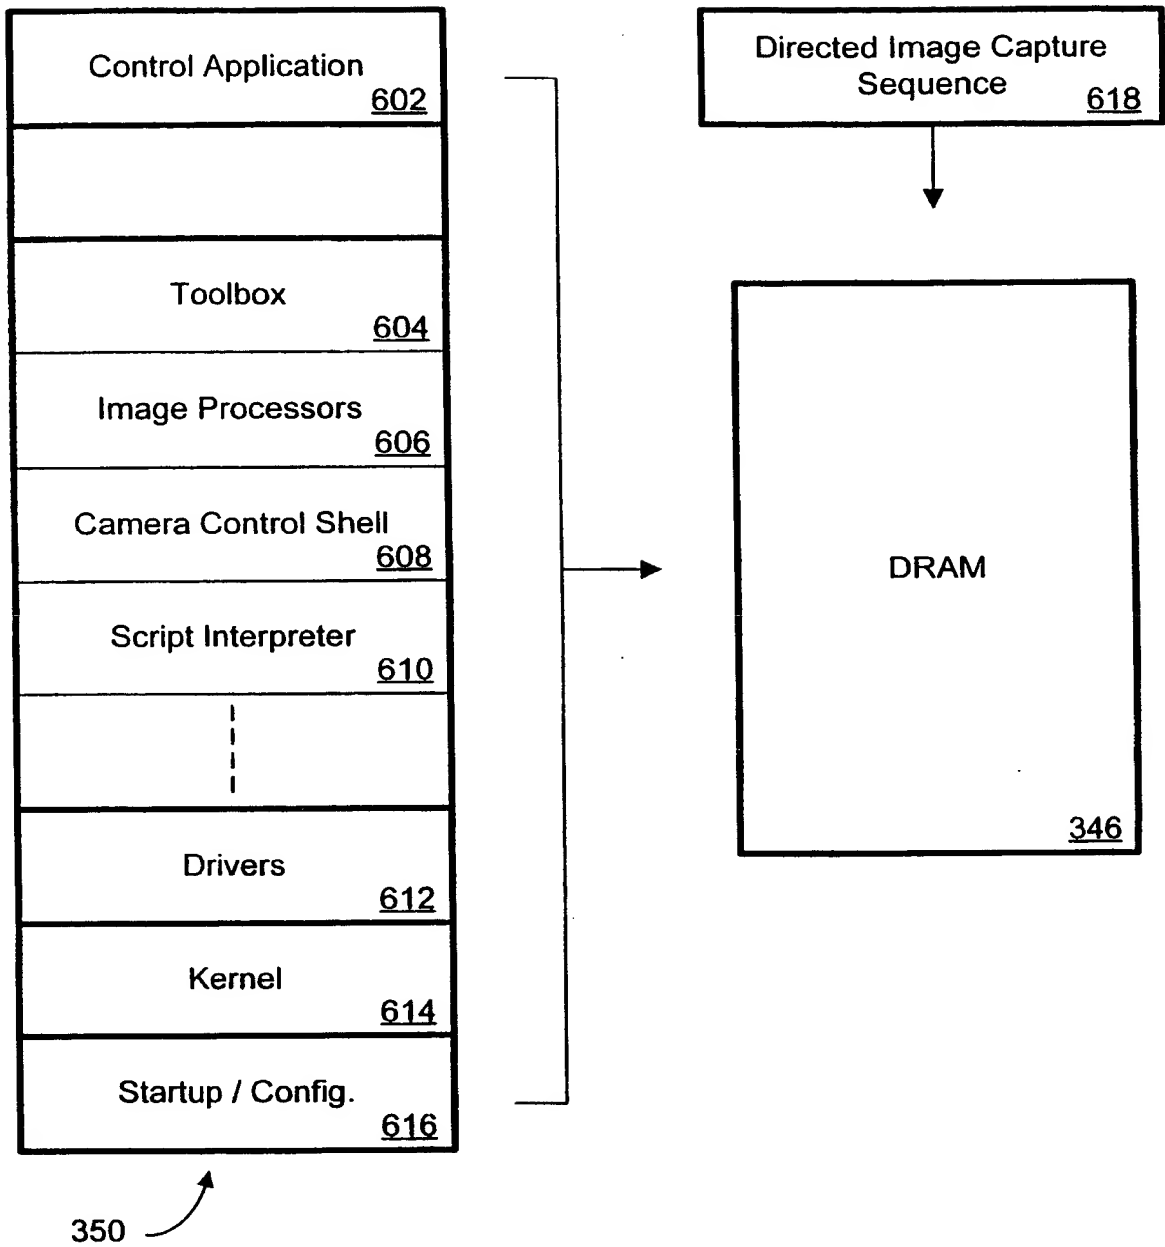 Control Application
602
Toolbox
604
Image Processors
606
Camera Control Shell
608
Script Interpreter
610
Drivers
612
Kernel
614
Startup / Config.
616
350
Directed Image Capture
Sequence
618
DRAM
346